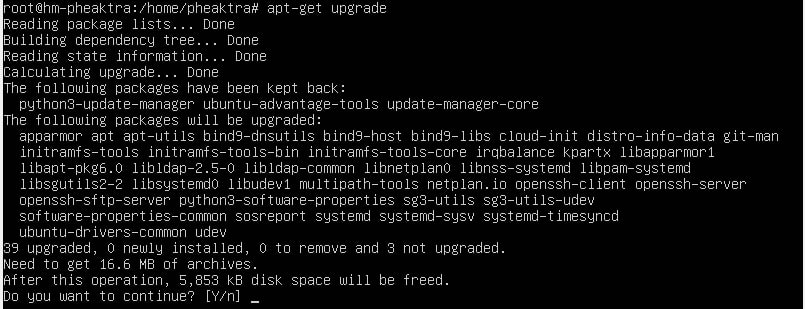 root@hm-pheaktra:/home/pheaktra# apt-get upgrade
Reading package lists... Done
Building dependency tree... Done
Reading state information... Done
Calculating upgrade... Done
The following packages have been kept back:
  python3-update-manager ubuntu-advantage-tools update-manager-core
The following packages will be upgraded:
  apparmor apt apt-utils bind9-dnsutils bind9-host bind9-libs cloud-init distro-info-data git-man
  initramfs-tools initramfs-tools-bin initramfs-tools-core irqbalance kpartx libapparmor1
  libapt-pkg6.0 libldap-2.5-0 libldap-common libnetplan0 libnss-systemd libpam-systemd
  libsgutils2-2 libsystemd0 libudev1 multipath-tools netplan.io openssh-client openssh-server
  openssh-sftp-server python3-software-properties sg3-utils sg3-utils-udev
  software-properties-common sosreport systemd systemd-sysv systemd-timesyncd
  ubuntu-drivers-common udev
39 upgraded, 0 newly installed, 0 to remove and 3 not upgraded.
Need to get 16.6 MB of archives.
After this operation, 5,853 kB disk space will be freed.
Do you want to continue? [Y/n] _